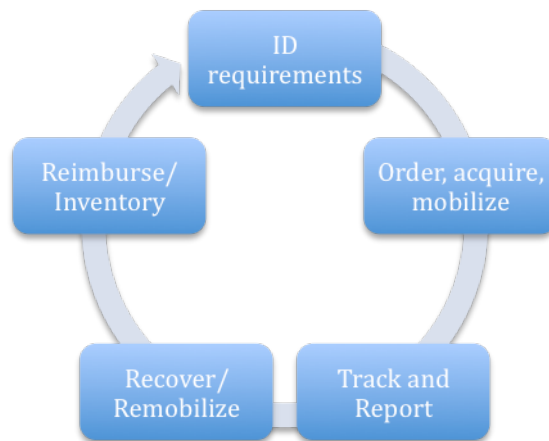 ID
requirements
Order, acquire,
mobilize
Track and
Report
Recover/
Remobilize
Reimburse/
Inventory